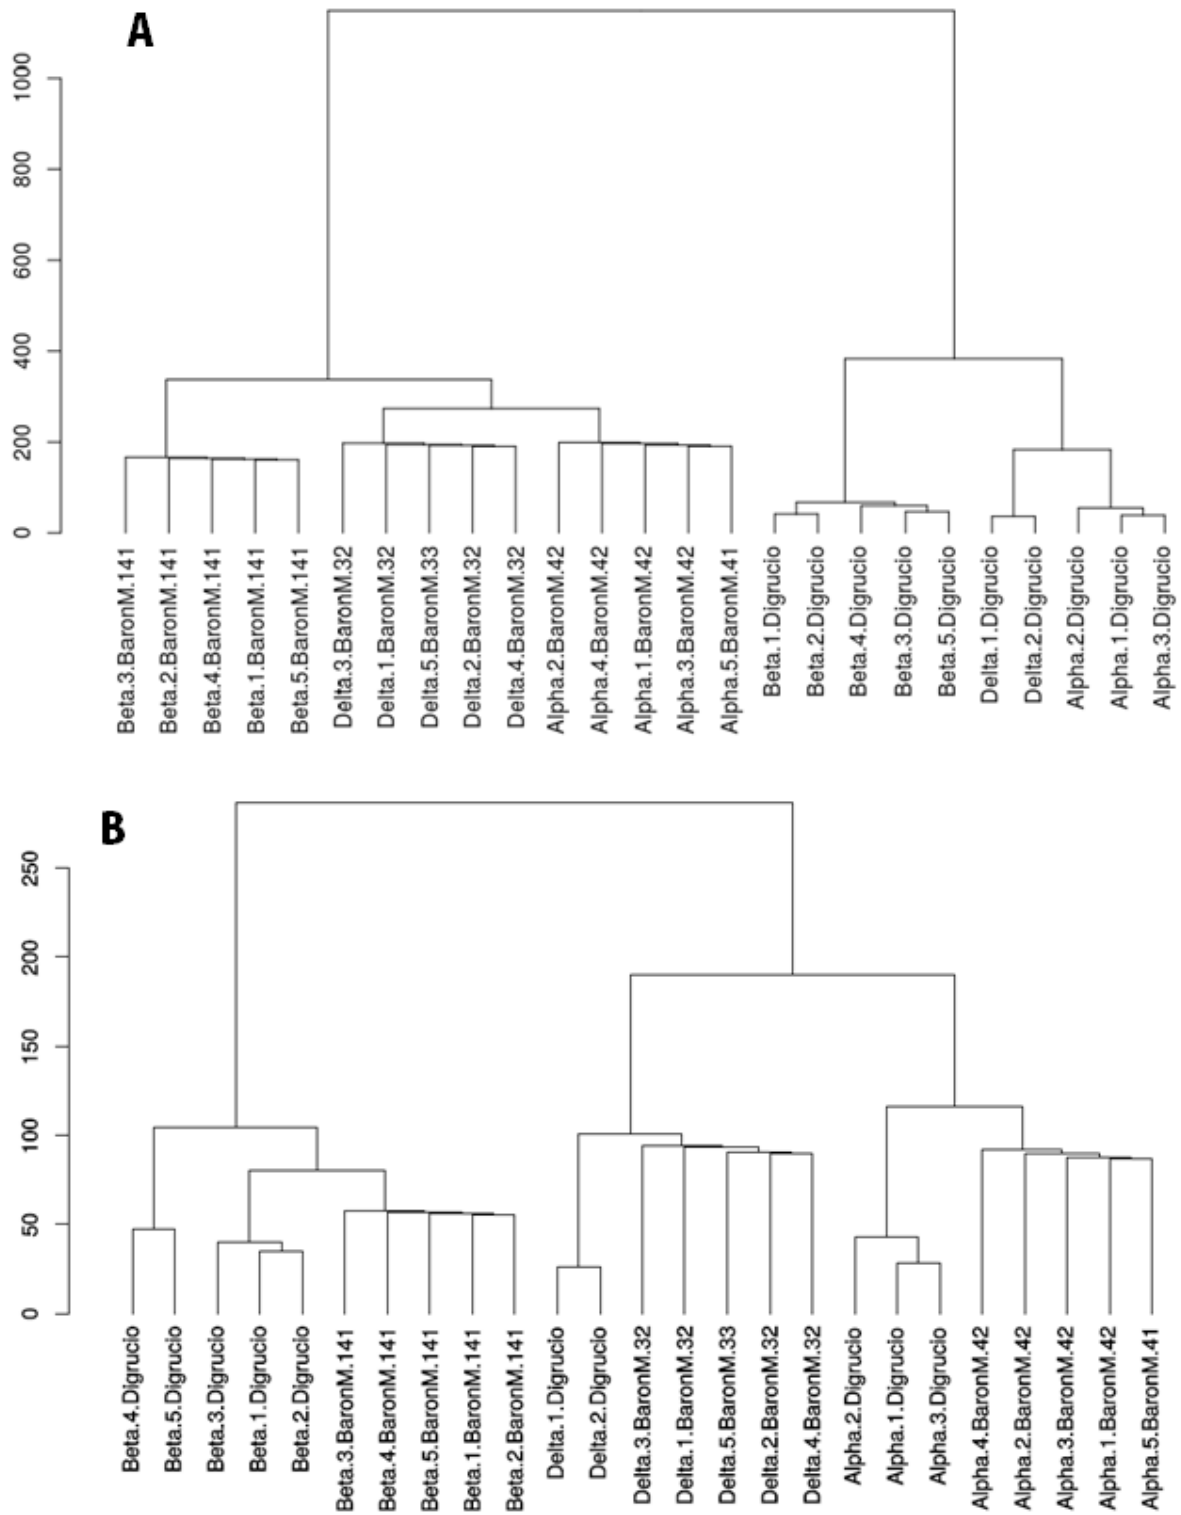 A
1000
800
600
400
200
0
Beta.3.BaronM.141
Beta.2.BaronM.141
Beta.4.BaronM.141
Beta.1.BaronM.141
Beta.5.BaronM.141
Delta.3.BaronM.32
Delta.1.BaronM.32
Delta.5.BaronM.33
Delta.2.BaronM.32
Delta.4.BaronM.32
Alpha.2.BaronM.42
Alpha.4.BaronM.42
Alpha.1.BaronM.42
Alpha.3.BaronM.42
Alpha.5.BaronM.41
Beta.1.Digrucio
Beta.2.Digrucio
Beta.4.Digrucio
Beta.3.Digrucio
Beta.5.Digrucio
Delta.1.Digrucio
Delta.2.Digrucio
Alpha.2.Digrucio
Alpha.1.Digrucio
Alpha.3.Digrucio
B
250
200
150
100
50
0
Beta.4.Digrucio
Beta.5.Digrucio
Beta.3.Digrucio
Beta.1.Digrucio
Beta.2.Digrucio
Beta.3.BaronM.141
Beta.4.BaronM.141
Beta.5.BaronM.141
Beta.1.BaronM.141
Beta.2.BaronM.141
Delta.1.Digrucio
Delta.2.Digrucio
Delta.3.BaronM.32
Delta.1.BaronM.32
Delta.5.BaronM.33
Delta.2.BaronM.32
Delta.4.BaronM.32
Alpha.2.Digrucio
Alpha.1.Digrucio
Alpha.3.Digrucio
Alpha.4.BaronM.42
Alpha.2.BaronM.42
Alpha.3.BaronM.42
Alpha.1.BaronM.42
Alpha.5.BaronM.41